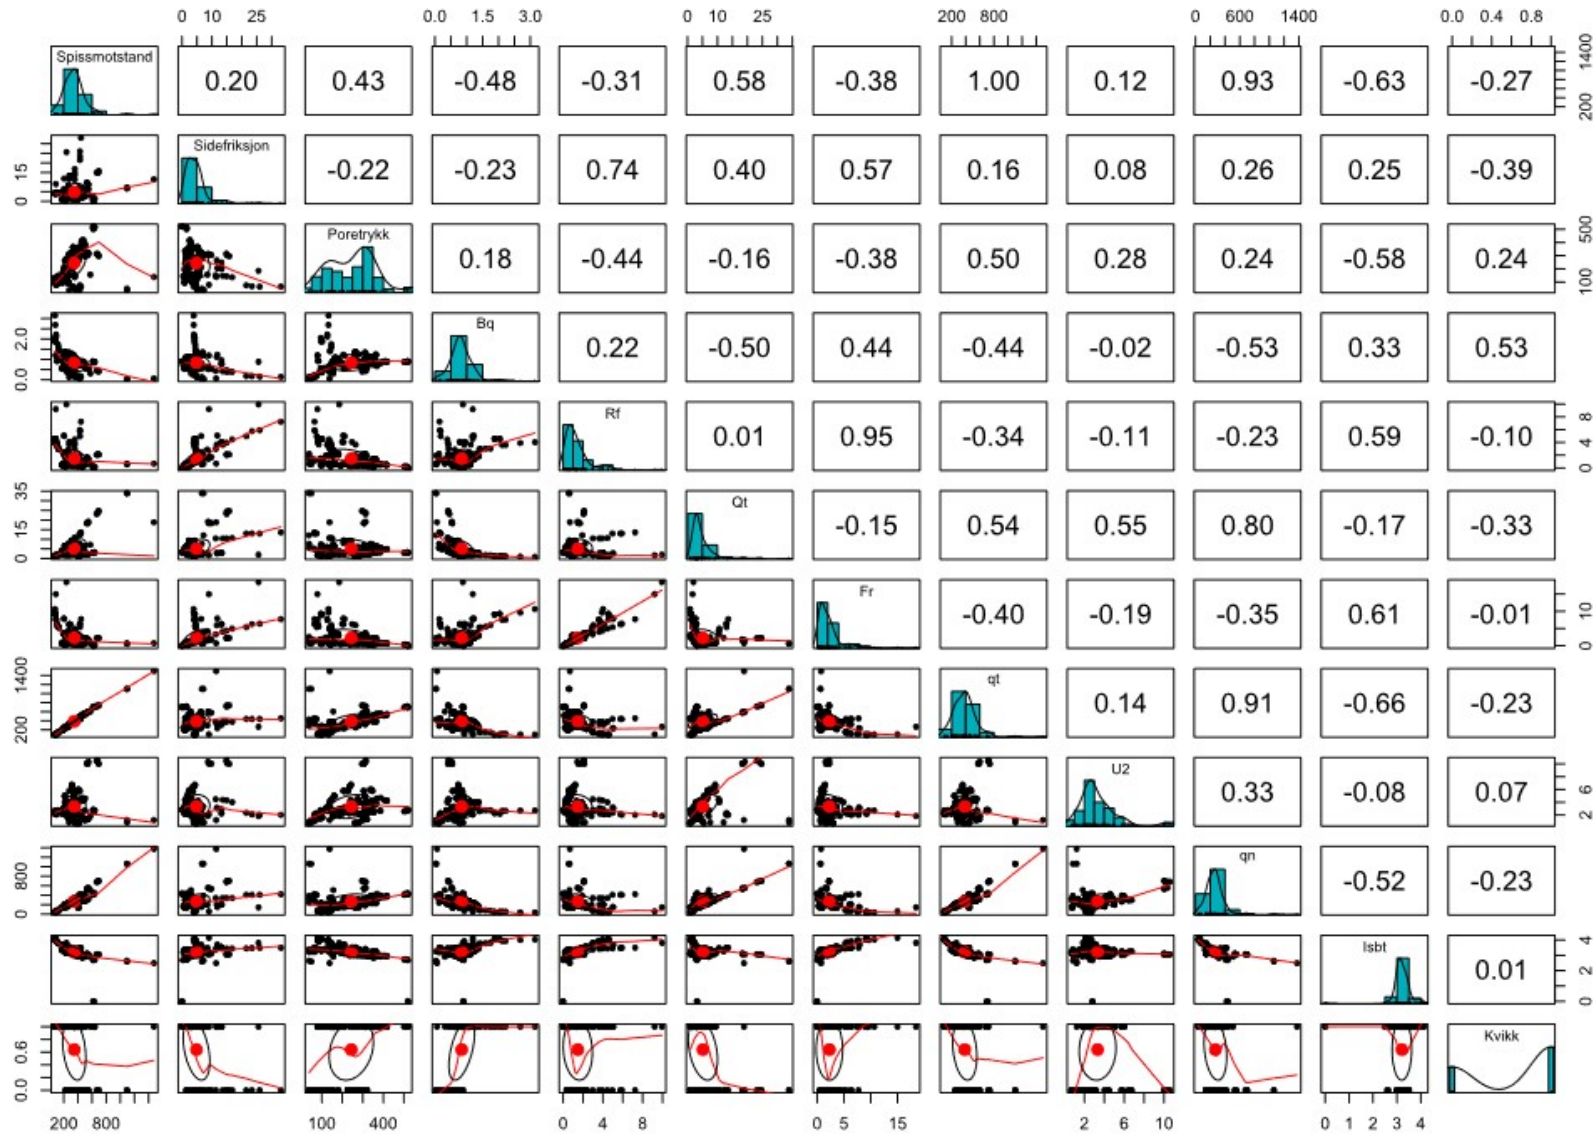 0 10 25 0.0 1.5 3.0 0 10 25 200 800 0 600 1400 0.0 0.4 0.8
Spissmotstand 0.20 0.43 -0.48 -0.31 0.58 -0.38 1.00 0.12 0.93 -0.63 -0.27 200 1400
0 15 Sidefriksjon -0.22 -0.23 0.74 0.40 0.57 0.16 0.08 0.26 0.25 -0.39
Poretrykk 0.18 -0.44 -0.16 -0.38 0.50 0.28 0.24 -0.58 0.24 100 500
0.0 2.0 Bq 0.22 -0.50 0.44 -0.44 -0.02 -0.53 0.33 0.53
Rf 0.01 0.95 -0.34 -0.11 -0.23 0.59 -0.10 0 4 8
0 15 35 Qt -0.15 0.54 0.55 0.80 -0.17 -0.33
Fr -0.40 -0.19 -0.35 0.61 -0.01 0 10
200 1400 qt 0.14 0.91 -0.66 -0.23
U2 0.33 -0.08 0.07 2 6
0 800 qn -0.52 -0.23
Isbt 0.01 0 2 4
0.0 0.6 Kvikk
200 800 100 400 0 4 8 0 5 15 2 6 10 0 1 2 3 4